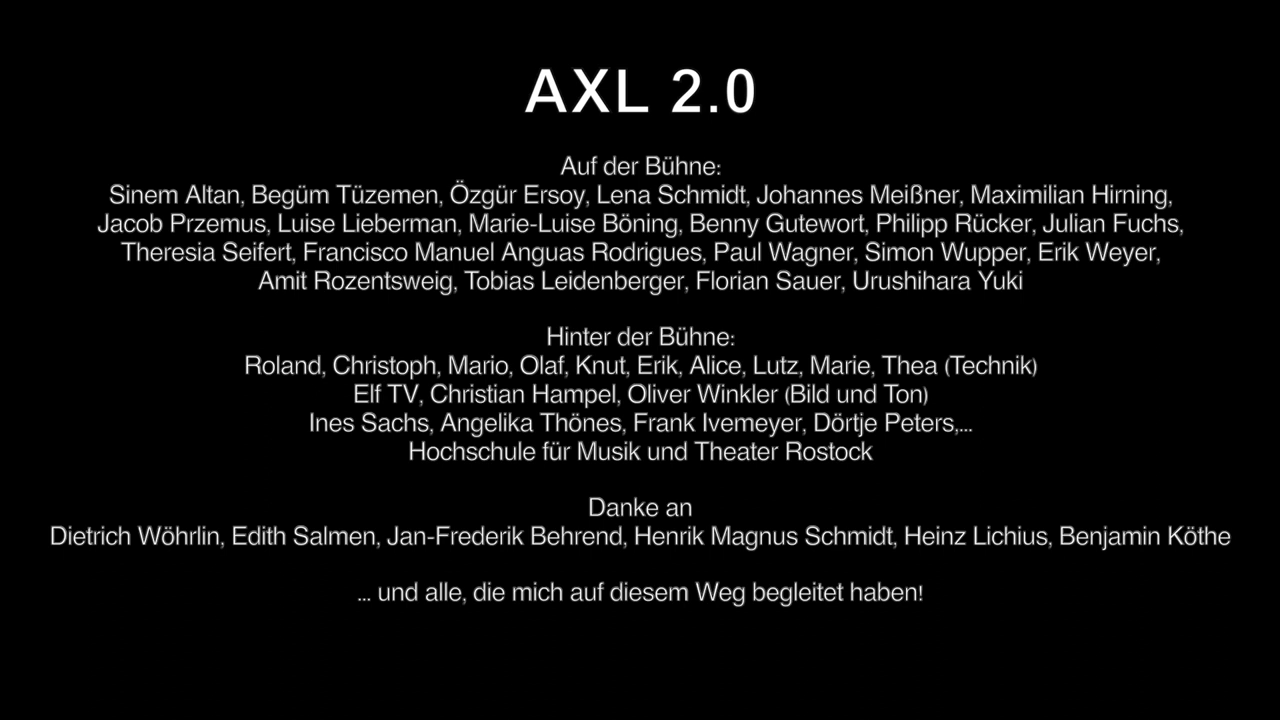 AXL 2.0
Auf der Bühne:
Sinem Altan, Begüm Tüzemen, Özgür Ersoy, Lena Schmidt, Johannes Meißner, Maximilian Hirning,
Jacob Przemus, Luise Lieberman, Marie-Luise Böning, Benny Gutewort, Philipp Rücker, Julian Fuchs,
Theresia Seifert, Francisco Manuel Anguas Rodrigues, Paul Wagner, Simon Wupper, Erik Weyer,
Amit Rozentsweig, Tobias Leidenberger, Florian Sauer, Urushihara Yuki
Hinter der Bühne:
Roland, Christoph, Mario, Olaf, Knut, Erik, Alice, Lutz, Marie, Thea (Technik)
Elf TV, Christian Hampel, Oliver Winkler (Bild und Ton)
Ines Sachs, Angelika Thönes, Frank Ivemeyer, Dörtje Peters,...
Hochschule für Musik und Theater Rostock
Danke an
Dietrich Wöhrlin, Edith Salmen, Jan-Frederik Behrend, Henrik Magnus Schmidt, Heinz Lichius, Benjamin Köthe
... und alle, die mich auf diesem Weg begleitet haben!